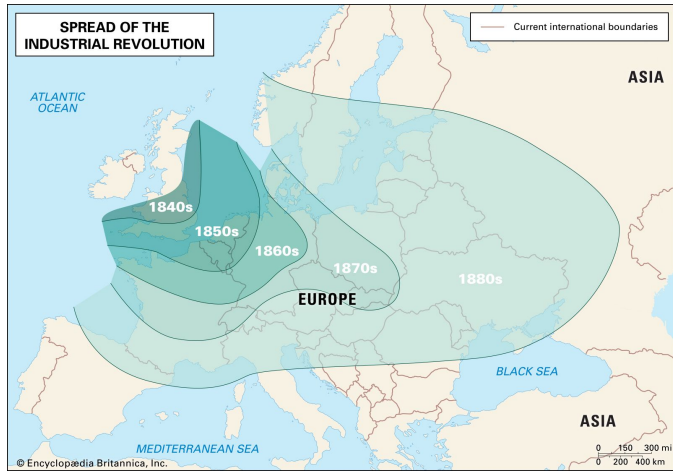 SPREAD OF THE
INDUSTRIAL REVOLUTION
Current international boundaries
ASIA
ATLANTIC
OCEAN
1840s
1850s
1860s
1870s
1880s
EUROPE
BLACK SEA
ASIA
MEDITERRANEAN SEA
0 150 300 mi
0 200 400 km
© Encyclopædia Britannica, Inc.